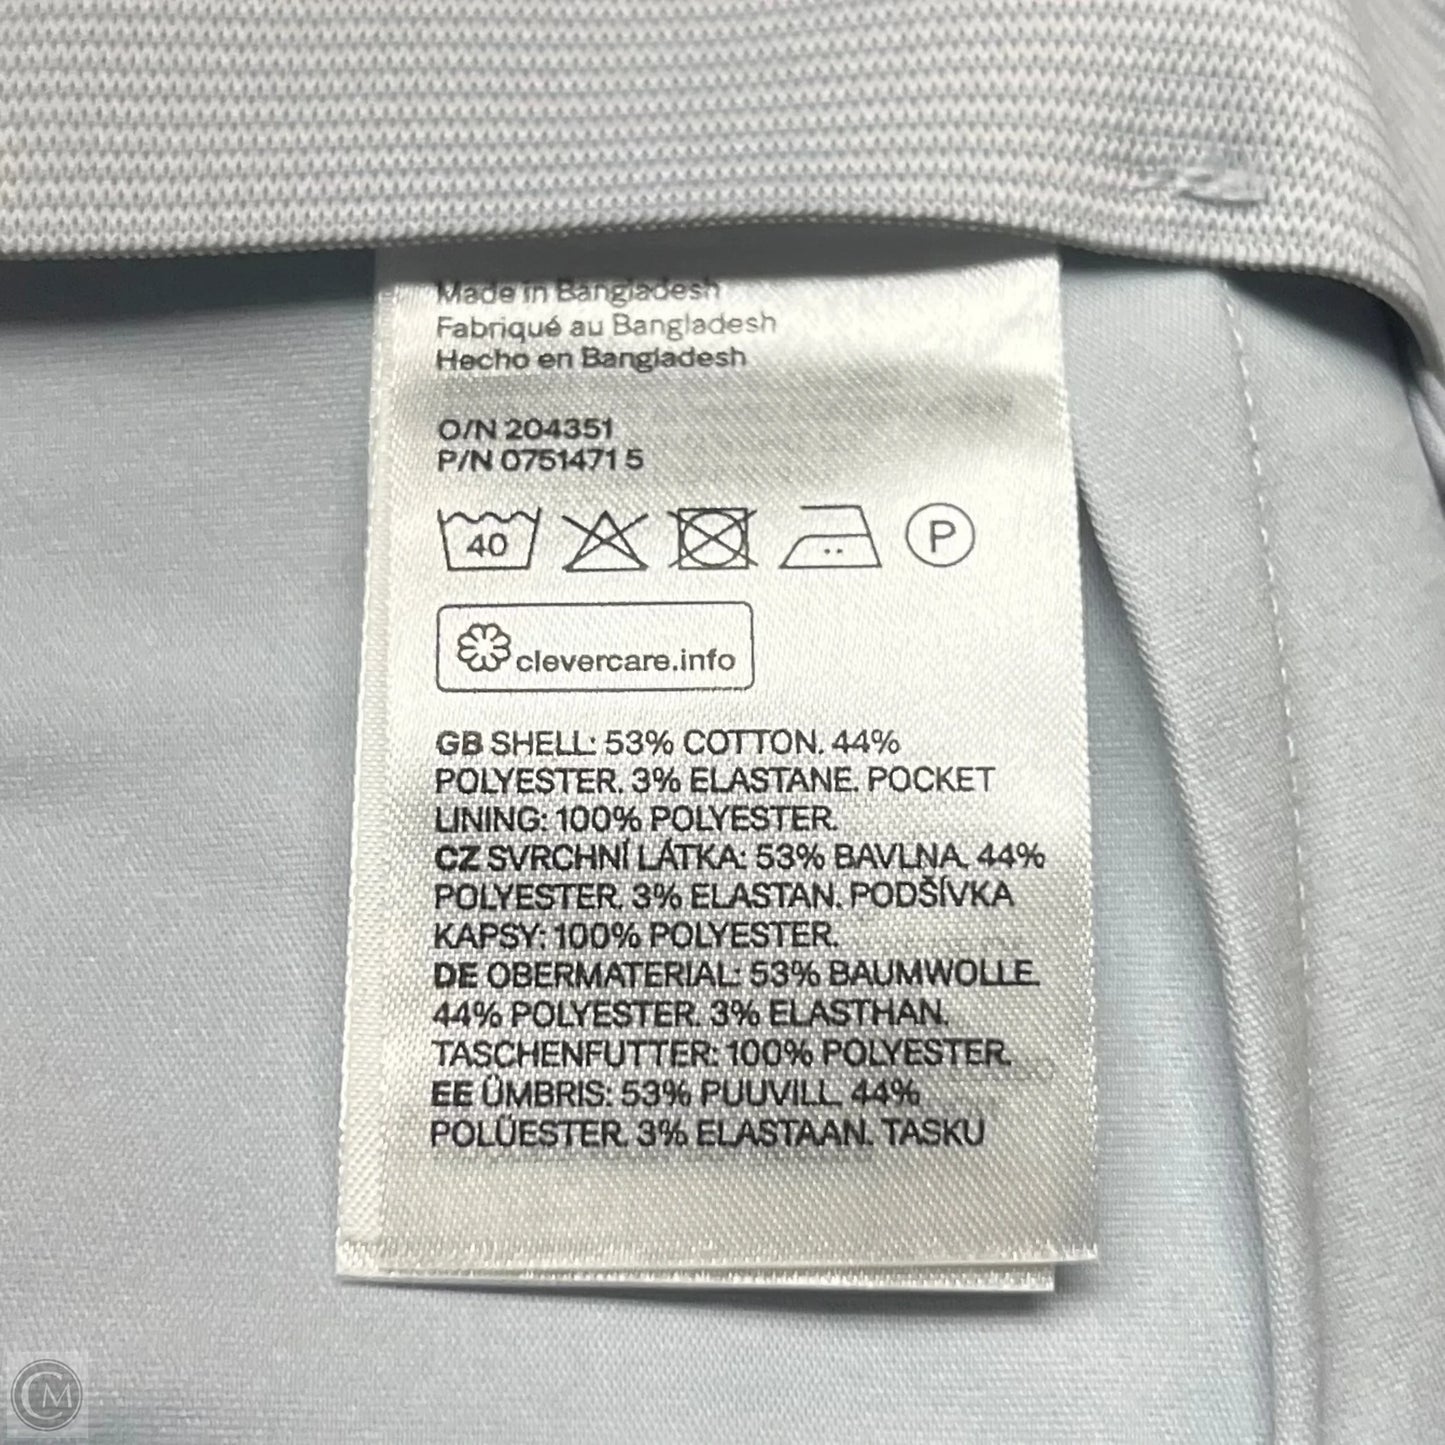 Made in Bangladesh
Fabriqué au Bangladesh
Hecho en Bangladesh
O/N 204351
P/N 0751471 5
40
P
clevercare.info
GB SHELL: 53% COTTON. 44%
POLYESTER. 3% ELASTANE. POCKET
LINING: 100% POLYESTER.
CZ SVRCHNÍ LÁTKA: 53% BAVLNA. 44%
POLYESTER. 3% ELASTAN. PODŠÍVKA
KAPSY: 100% POLYESTER.
DE OBERMATERIAL: 53% BAUMWOLLE.
44% POLYESTER. 3% ELASTHAN.
TASCHENFUTTER: 100% POLYESTER.
EE ÜMBRIS: 53% PUUVILL. 44%
POLÜESTER. 3% ELASTAAN. TASKU
CM